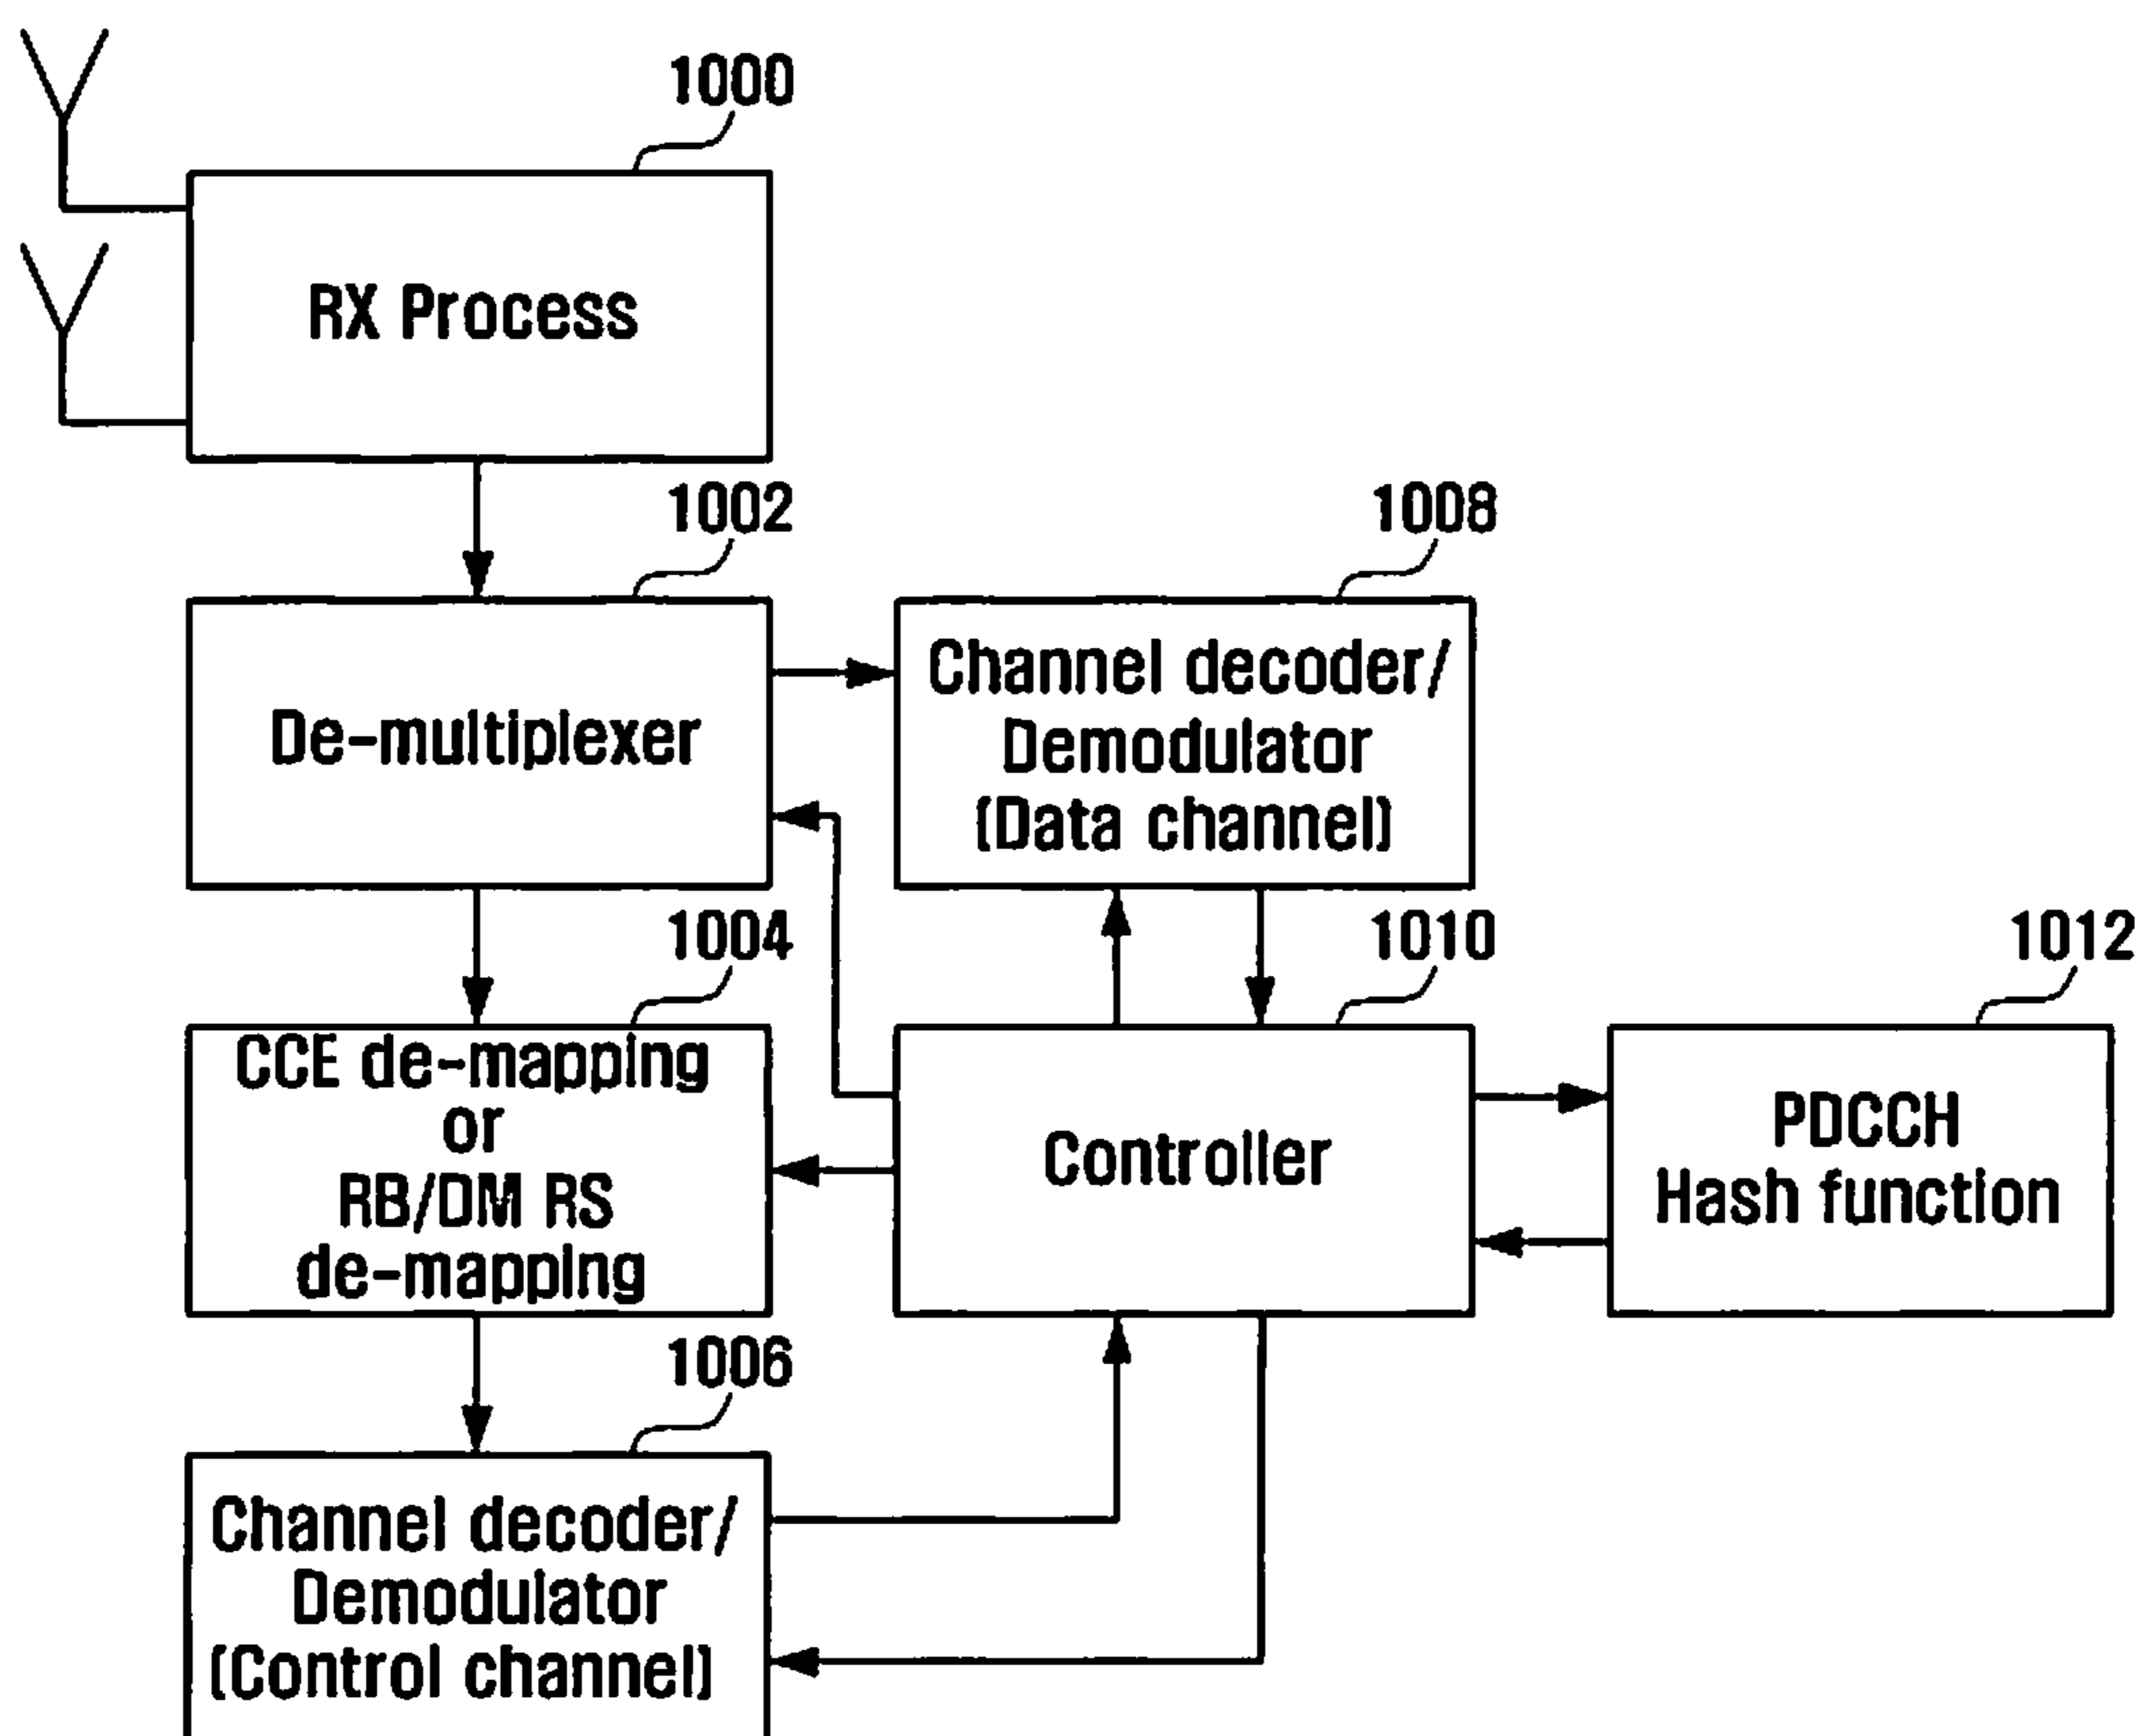 1000
RX Process
1002
De-multiplexer
1008
Channel decoder/
Demodulator
(Data channel)
1004
CCE de-mapping
or
RB/DM RS
de-mapping
1010
Controller
1012
PDCCH
Hash function
1006
Channel decoder/
Demodulator
(Control channel)